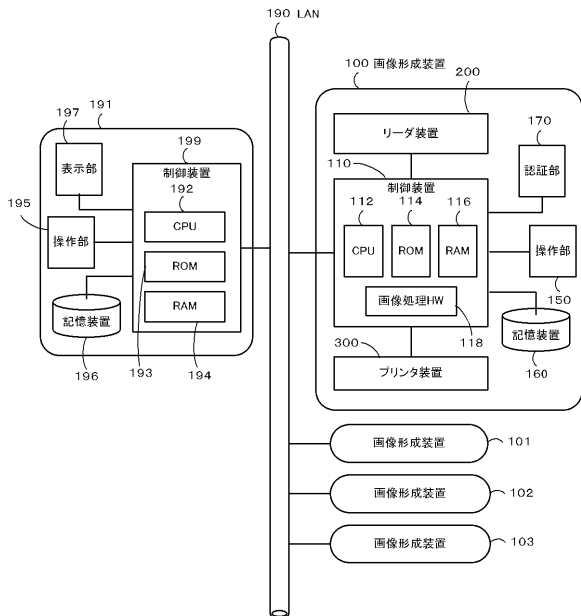 190 LAN
191
197
表示部
195
操作部
記憶装置
196
199
制御装置
192
CPU
ROM
193
RAM
194
100 画像形成装置
200
リーダ装置
110
制御装置
112
114
116
CPU
ROM
RAM
画像処理HW
118
300
プリンタ装置
170
認証部
操作部
150
記憶装置
160
画像形成装置
101
画像形成装置
102
画像形成装置
103